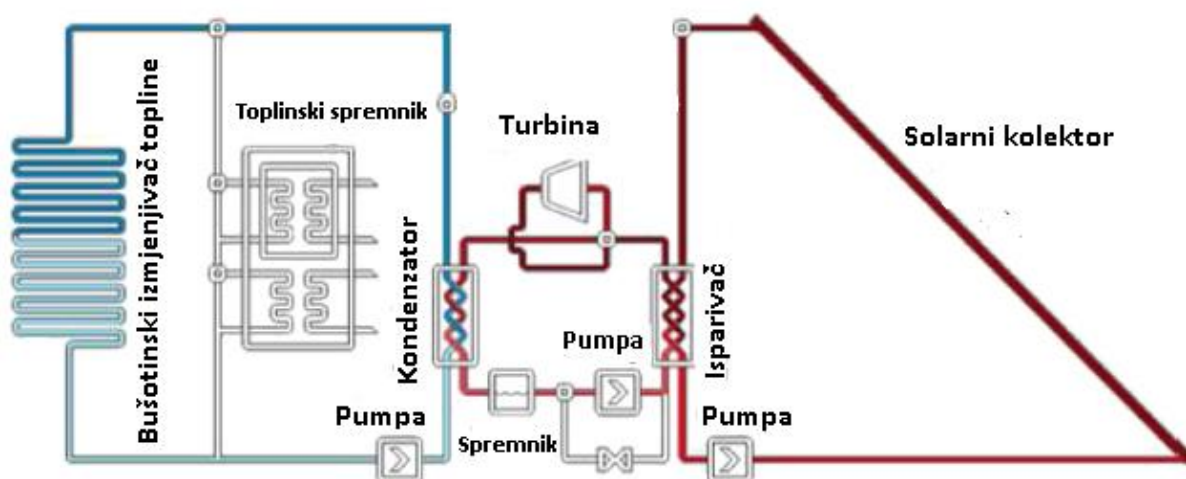 Bušotinski izmjenjivač topline
Toplinski spremnik
Turbina
Solarni kolektor
Kondenzator
Pumpa
Isparivač
Pumpa
Spremnik
Pumpa